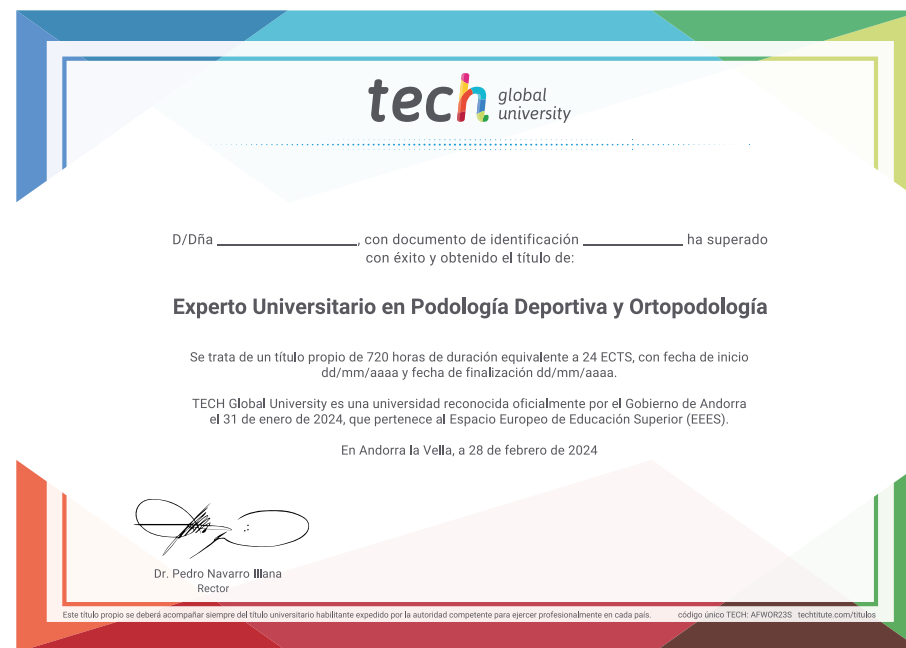 tech global university
D/Dña ____________________, con documento de identificación ______________ ha superado
con éxito y obtenido el título de:
Experto Universitario en Podología Deportiva y Ortopodología
Se trata de un título propio de 720 horas de duración equivalente a 24 ECTS, con fecha de inicio
dd/mm/aaaa y fecha de finalización dd/mm/aaaa.
TECH Global University es una universidad reconocida oficialmente por el Gobierno de Andorra
el 31 de enero de 2024, que pertenece al Espacio Europeo de Educación Superior (EEES).
En Andorra la Vella, a 28 de febrero de 2024
Dr. Pedro Navarro Illana
Rector
Este título propio se deberá acompañar siempre del título universitario habilitante expedido por la autoridad competente para ejercer profesionalmente en cada país. código único TECH: AFWOR23S techtitute.com/titulos